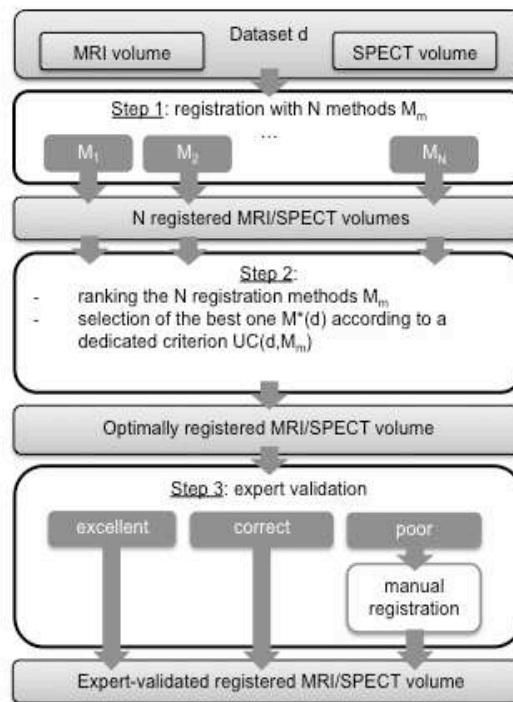 Dataset d
MRI volume
SPECT volume
Step 1: registration with N methods Mm
...
M1
M2
MN
N registered MRI/SPECT volumes
Step 2:
- ranking the N registration methods Mm
- selection of the best one M*(d) according to a
dedicated criterion UC(d,Mm)
Optimally registered MRI/SPECT volume
Step 3: expert validation
excellent
correct
poor
manual
registration
Expert-validated registered MRI/SPECT volume